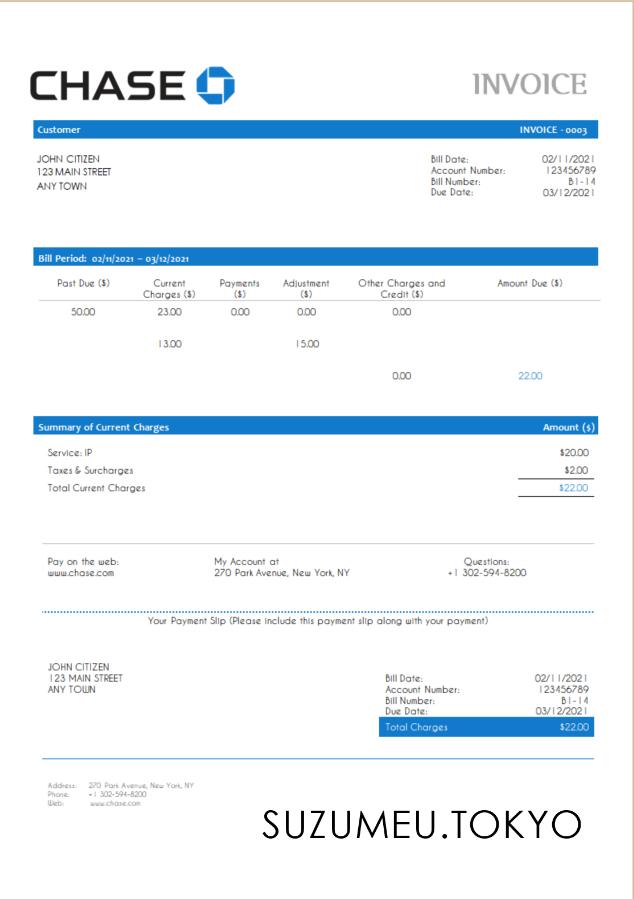 CHASE
INVOICE
Customer INVOICE - 0003
JOHN CITIZEN
123 MAIN STREET
ANY TOWN
Bill Date: 02/11/2021
Account Number: 123456789
Bill Number: B1-14
Due Date: 03/12/2021
Bill Period: 02/11/2021 – 03/12/2021
Past Due ($) Current Charges ($) Payments ($) Adjustment ($) Other Charges and Credit ($) Amount Due ($)
50.00 23.00 0.00 0.00 0.00
13.00 15.00
0.00 22.00
Summary of Current Charges Amount ($)
Service: IP $20.00
Taxes & Surcharges $2.00
Total Current Charges $22.00
Pay on the web: My Account at Questions:
www.chase.com 270 Park Avenue, New York, NY +1 302-594-8200
Your Payment Slip (Please include this payment slip along with your payment)
JOHN CITIZEN
123 MAIN STREET
ANY TOWN
Bill Date: 02/11/2021
Account Number: 123456789
Bill Number: B1-14
Due Date: 03/12/2021
Total Charges $22.00
Address: 270 Park Avenue, New York, NY
Phone: +1 302-594-8200
Web: www.chase.com
SUZUMEU.TOKYO